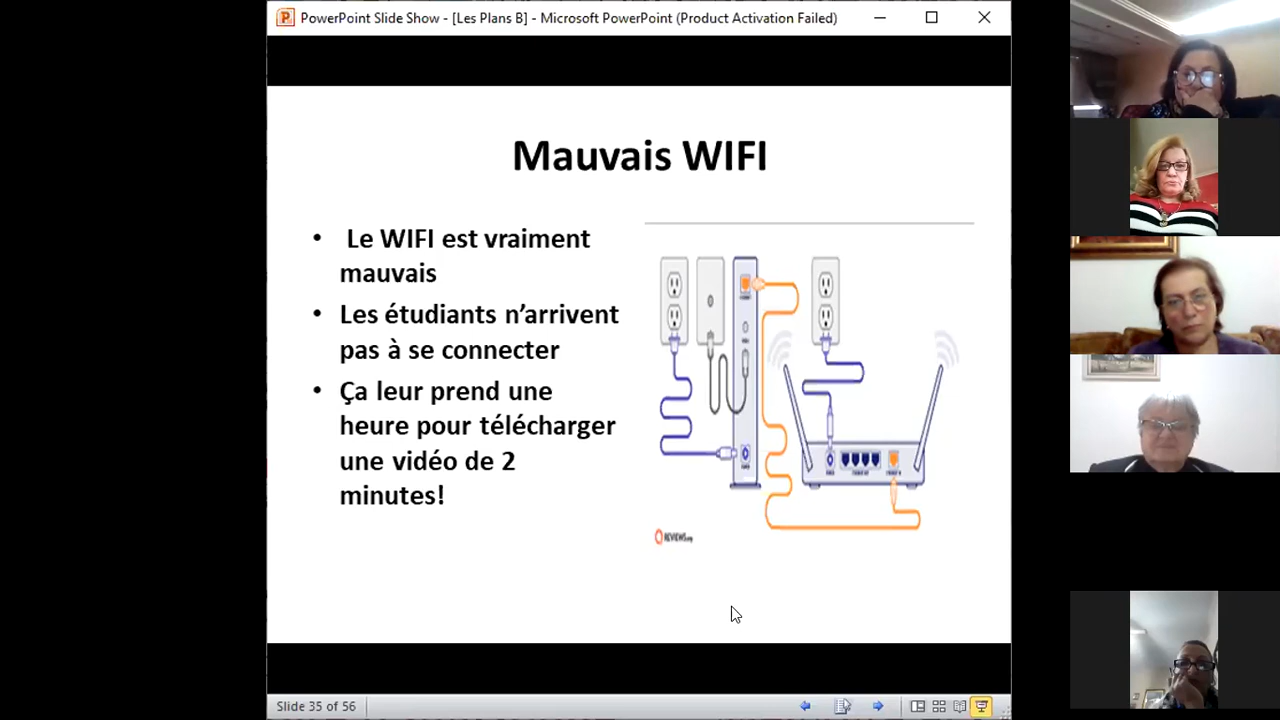 PowerPoint Slide Show - [Les Plans B] - Microsoft PowerPoint (Product Activation Failed)
Mauvais WIFI
• Le WIFI est vraiment
mauvais
• Les étudiants n’arrivent
pas à se connecter
• Ça leur prend une
heure pour télécharger
une vidéo de 2
minutes!
REVIEWS.org
Slide 35 of 56